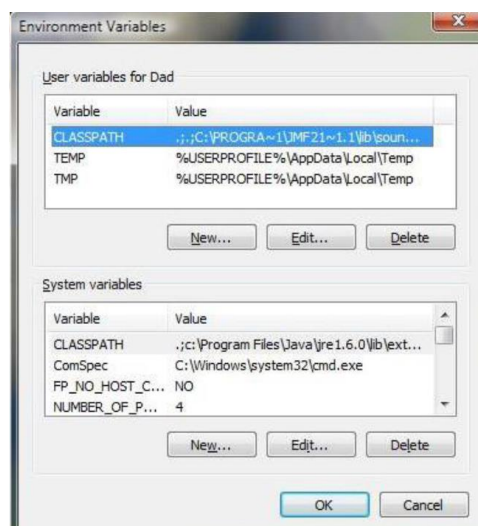 Environment Variables
User variables for Dad
Variable Value
CLASSPATH .;.;C:\PROGRA~1\JMF21~1.1\lib\soun...
TEMP %USERPROFILE%\AppData\Local\Temp
TMP %USERPROFILE%\AppData\Local\Temp
New... Edit... Delete
System variables
Variable Value
CLASSPATH .;c:\Program Files\Java\jre1.6.0\lib\ext...
ComSpec C:\Windows\system32\cmd.exe
FP_NO_HOST_C... NO
NUMBER_OF_P... 4
New... Edit... Delete
OK Cancel